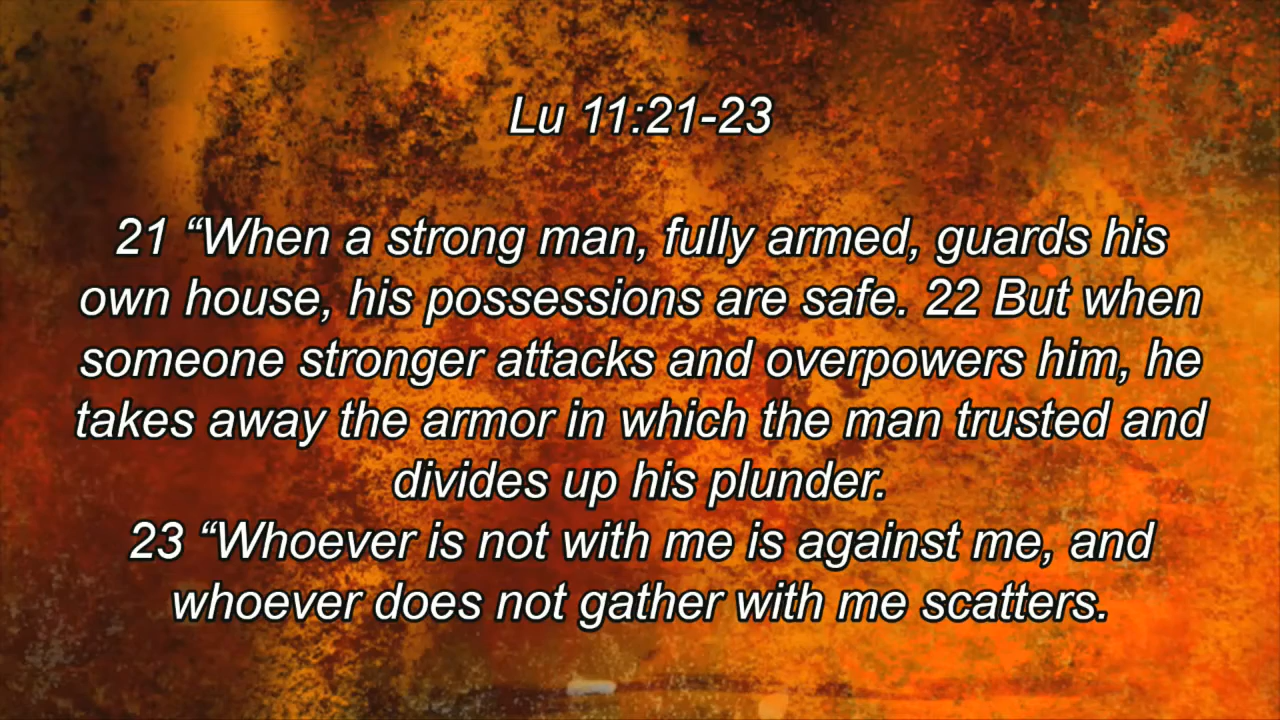 Lu 11:21-23
21 “When a strong man, fully armed, guards his
own house, his possessions are safe. 22 But when
someone stronger attacks and overpowers him, he
takes away the armor in which the man trusted and
divides up his plunder.
23 “Whoever is not with me is against me, and
whoever does not gather with me scatters.